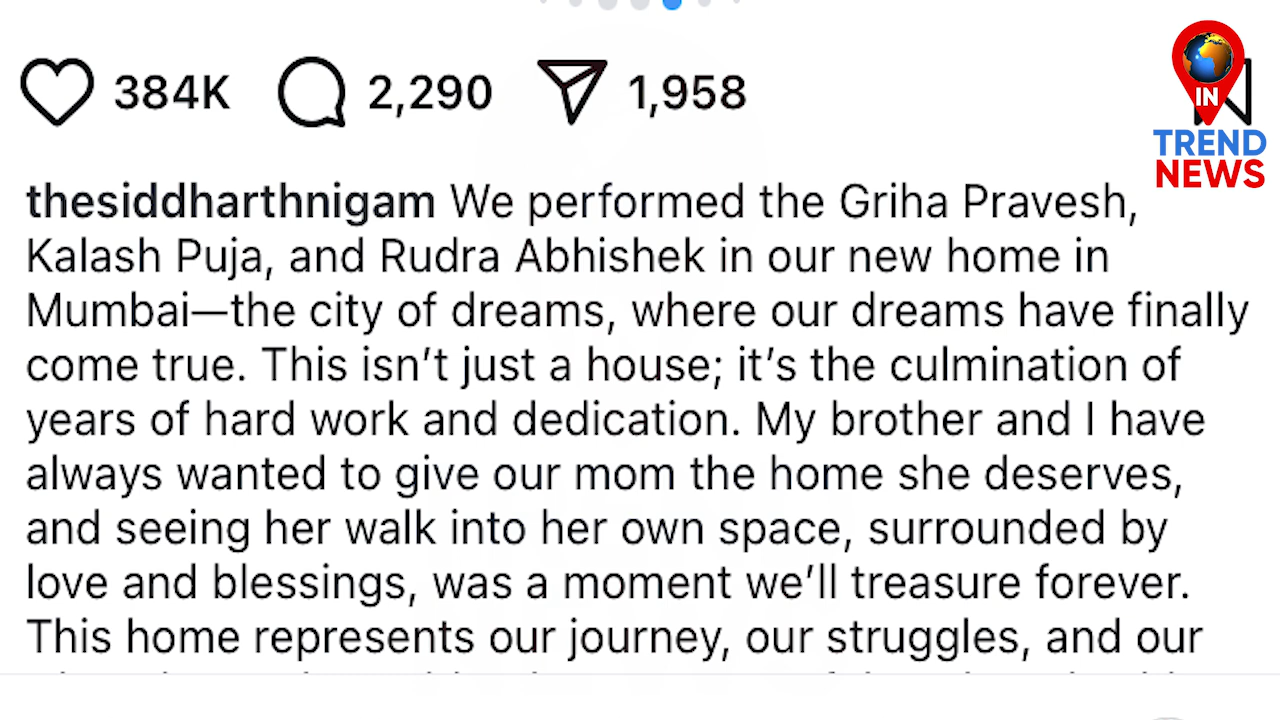 384K 2,290 1,958
IN
TREND
NEWS
thesiddharthnigam We performed the Griha Pravesh,
Kalash Puja, and Rudra Abhishek in our new home in
Mumbai—the city of dreams, where our dreams have finally
come true. This isn’t just a house; it’s the culmination of
years of hard work and dedication. My brother and I have
always wanted to give our mom the home she deserves,
and seeing her walk into her own space, surrounded by
love and blessings, was a moment we’ll treasure forever.
This home represents our journey, our struggles, and our